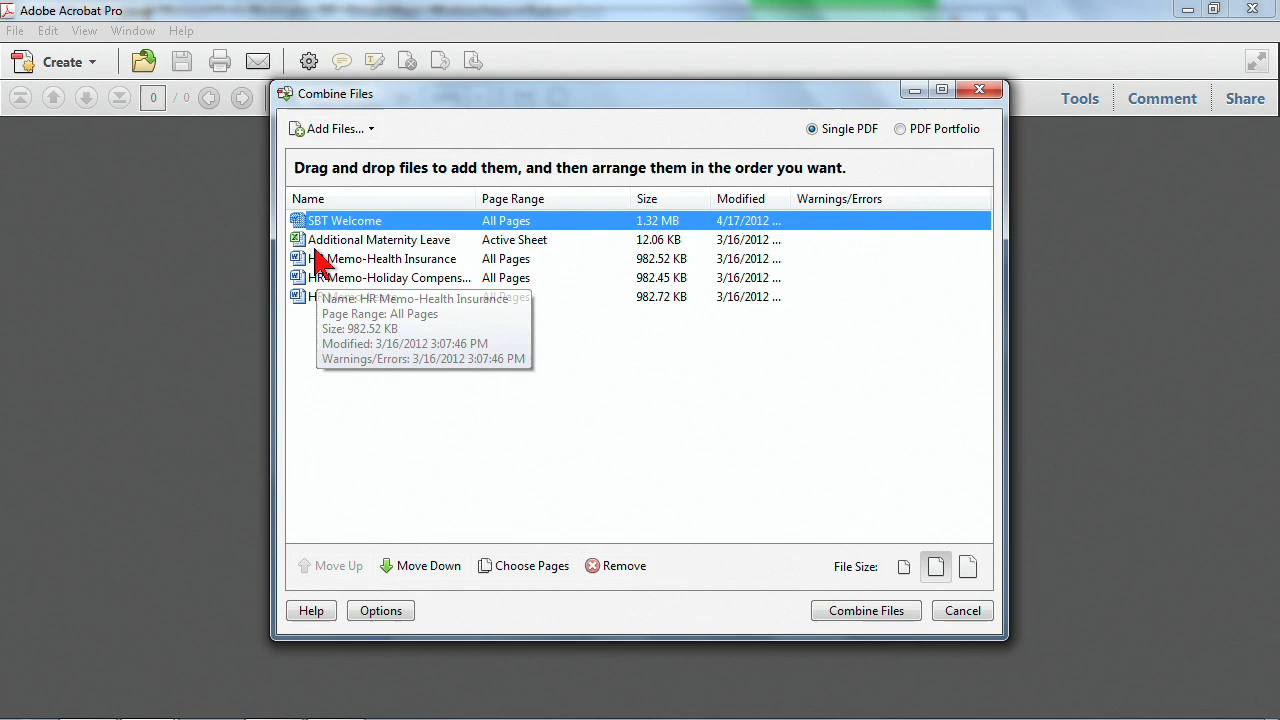 Adobe Acrobat Pro
File Edit View Window Help
Create
0 / 0
Tools Comment Share
Combine Files
Add Files... Single PDF PDF Portfolio
Drag and drop files to add them, and then arrange them in the order you want.
Name Page Range Size Modified Warnings/Errors
SBT Welcome All Pages 1.32 MB 4/17/2012 ...
Additional Maternity Leave Active Sheet 12.06 KB 3/16/2012 ...
HR Memo-Health Insurance All Pages 982.52 KB 3/16/2012 ...
HR Memo-Holiday Compens... All Pages 982.45 KB 3/16/2012 ...
982.72 KB 3/16/2012 ...
Name: HR Memo-Health Insurance
Page Range: All Pages
Size: 982.52 KB
Modified: 3/16/2012 3:07:46 PM
Warnings/Errors: 3/16/2012 3:07:46 PM
Move Up Move Down Choose Pages Remove File Size:
Help Options Combine Files Cancel